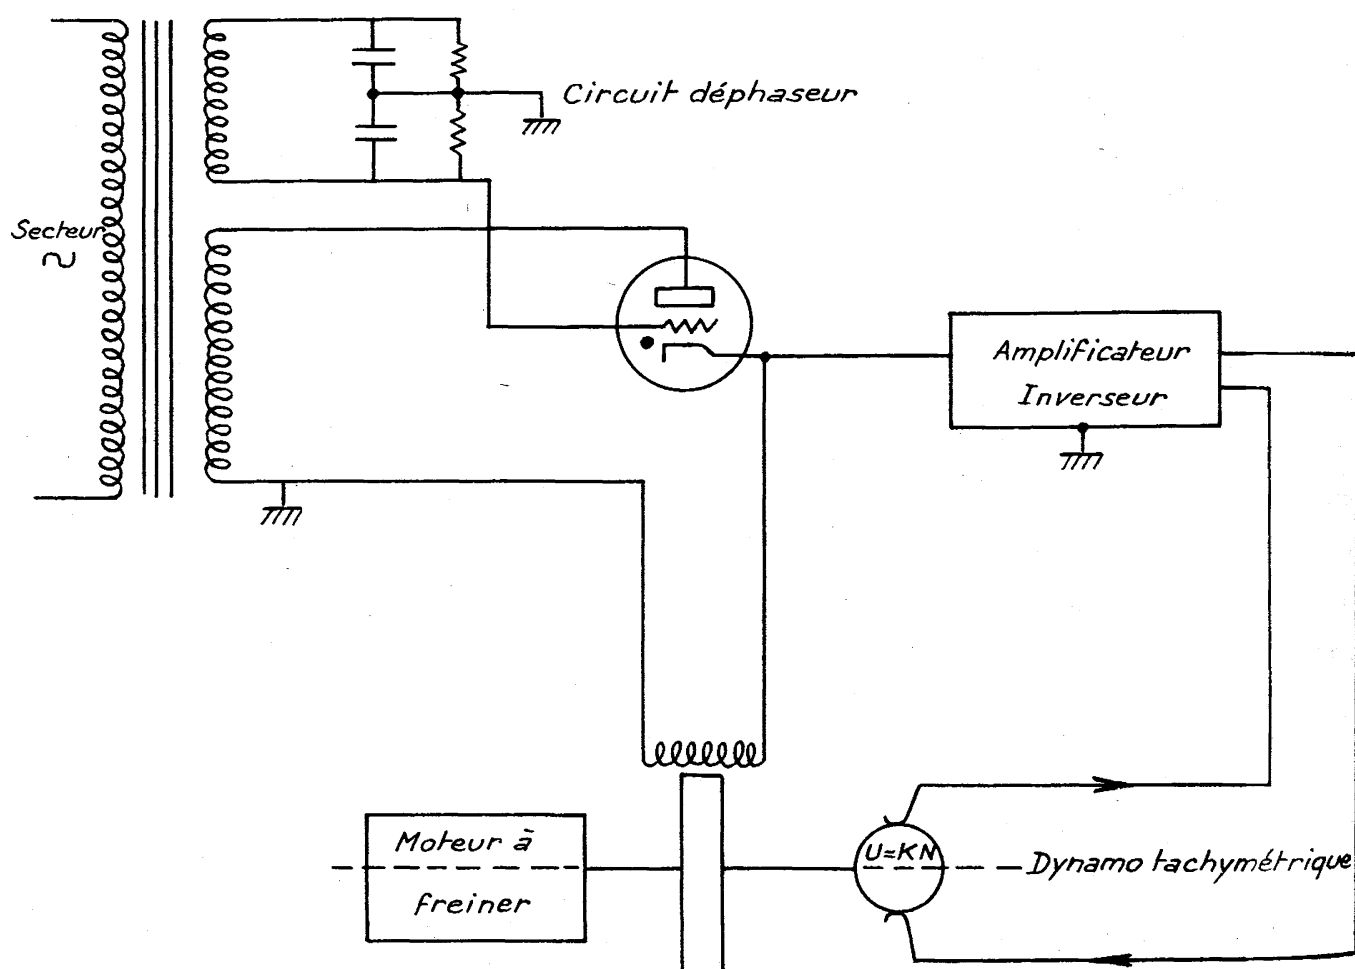 Circuit déphaseur
Secteur
~
Amplificateur
Inverseur
Moteur à
freiner
U=KN
Dynamo tachymétrique